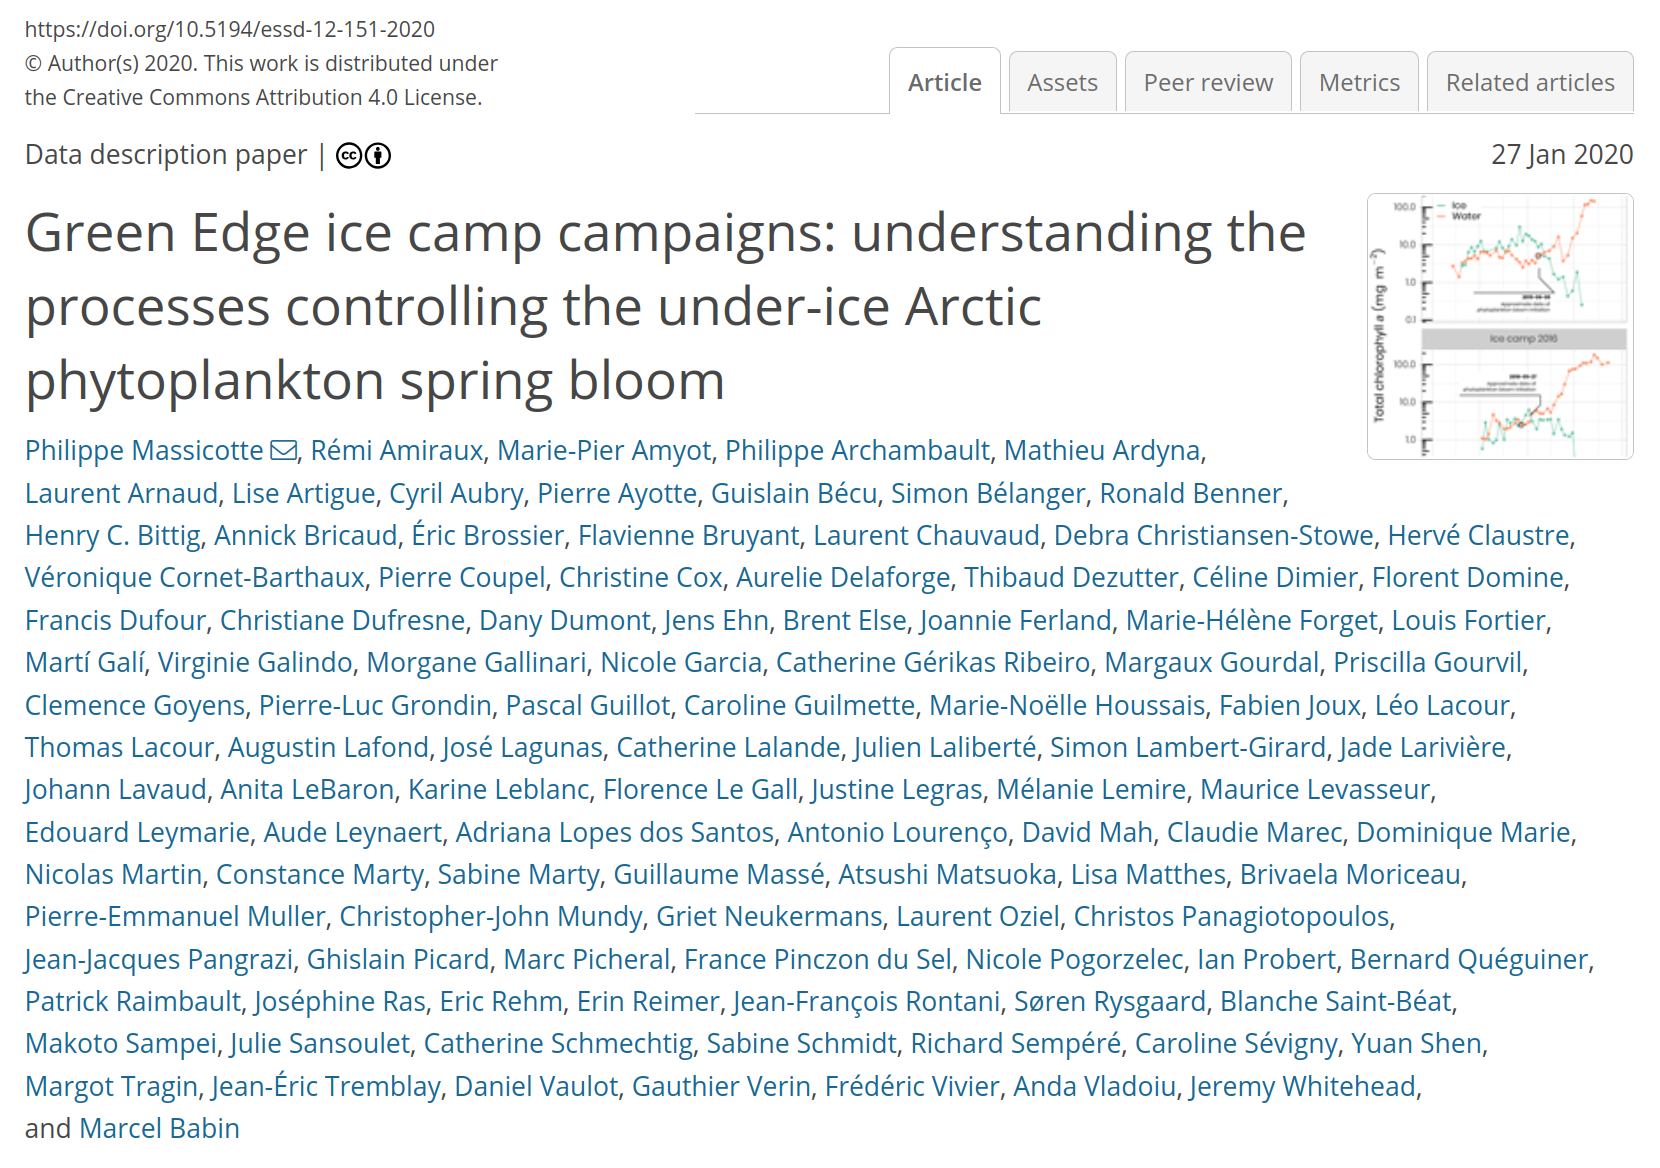 https://doi.org/10.5194/essd-12-151-2020
© Author(s) 2020. This work is distributed under
the Creative Commons Attribution 4.0 License.
Article
Assets
Peer review
Metrics
Related articles
Data description paper |
cc
27 Jan 2020
Green Edge ice camp campaigns: understanding the
processes controlling the under-ice Arctic
phytoplankton spring bloom
100.0
Ice
Water
10.0
1.0
0.1
Total chlorophyll a (mg m⁻²)
Ice camp 2016
100.0
10.0
1.0
Philippe Massicotte, Rémi Amiraux, Marie-Pier Amyot, Philippe Archambault, Mathieu Ardyna,
Laurent Arnaud, Lise Artigue, Cyril Aubry, Pierre Ayotte, Guislain Bécu, Simon Bélanger, Ronald Benner,
Henry C. Bittig, Annick Bricaud, Éric Brossier, Flavienne Bruyant, Laurent Chauvaud, Debra Christiansen-Stowe, Hervé Claustre,
Véronique Cornet-Barthaux, Pierre Coupel, Christine Cox, Aurelie Delaforge, Thibaud Dezutter, Céline Dimier, Florent Domine,
Francis Dufour, Christiane Dufresne, Dany Dumont, Jens Ehn, Brent Else, Joannie Ferland, Marie-Hélène Forget, Louis Fortier,
Martí Galí, Virginie Galindo, Morgane Gallinari, Nicole Garcia, Catherine Gérikas Ribeiro, Margaux Gourdal, Priscilla Gourvil,
Clemence Goyens, Pierre-Luc Grondin, Pascal Guillot, Caroline Guilmette, Marie-Noëlle Houssais, Fabien Joux, Léo Lacour,
Thomas Lacour, Augustin Lafond, José Lagunas, Catherine Lalande, Julien Laliberté, Simon Lambert-Girard, Jade Larivière,
Johann Lavaud, Anita LeBaron, Karine Leblanc, Florence Le Gall, Justine Legras, Mélanie Lemire, Maurice Levasseur,
Edouard Leymarie, Aude Leynaert, Adriana Lopes dos Santos, Antonio Lourenço, David Mah, Claudie Marec, Dominique Marie,
Nicolas Martin, Constance Marty, Sabine Marty, Guillaume Massé, Atsushi Matsuoka, Lisa Matthes, Brivaela Moriceau,
Pierre-Emmanuel Muller, Christopher-John Mundy, Griet Neukermans, Laurent Oziel, Christos Panagiotopoulos,
Jean-Jacques Pangrazi, Ghislain Picard, Marc Picheral, France Pinczon du Sel, Nicole Pogorzelec, Ian Probert, Bernard Quéguiner,
Patrick Raimbault, Joséphine Ras, Eric Rehm, Erin Reimer, Jean-François Rontani, Søren Rysgaard, Blanche Saint-Béat,
Makoto Sampei, Julie Sansoulet, Catherine Schmechtig, Sabine Schmidt, Richard Sempéré, Caroline Sévigny, Yuan Shen,
Margot Tragin, Jean-Éric Tremblay, Daniel Vaulot, Gauthier Verin, Frédéric Vivier, Anda Vladoiu, Jeremy Whitehead,
and Marcel Babin